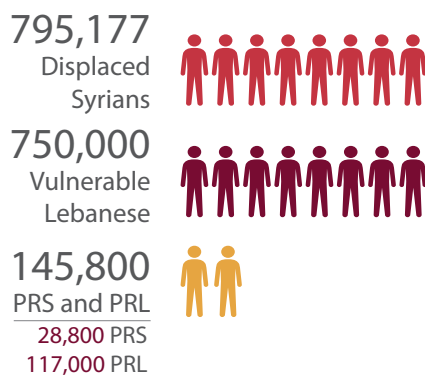 795,177
Displaced
Syrians
750,000
Vulnerable
Lebanese
145,800
PRS and PRL
28,800 PRS
117,000 PRL